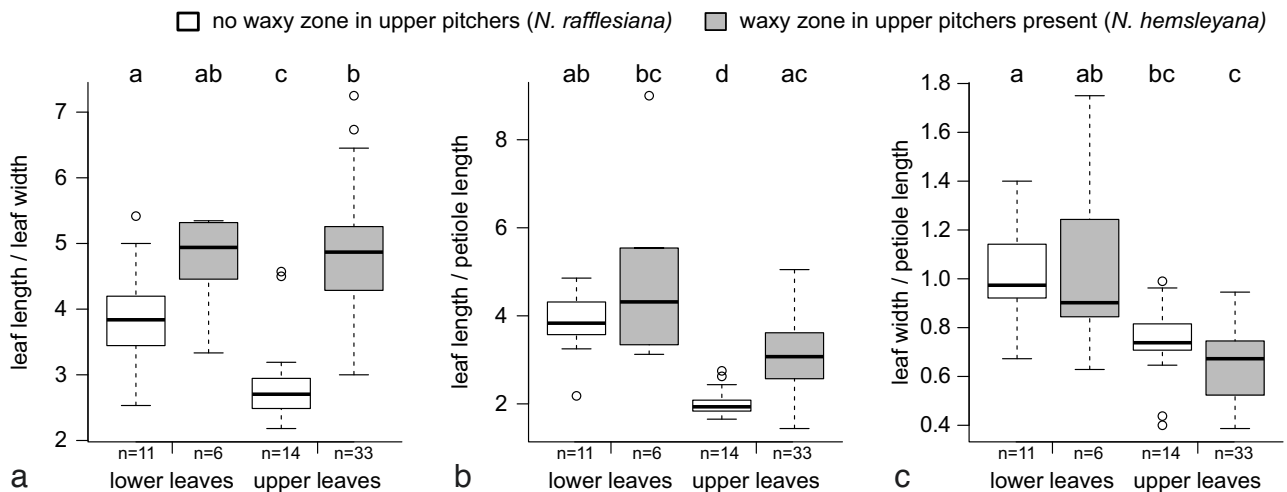 no waxy zone in upper pitchers (N. rafflesiana) waxy zone in upper pitchers present (N. hemsleyana)
a ab c b
7
6
5
4
3
2
leaf length / leaf width
n=11 n=6 n=14 n=33
lower leaves upper leaves
a
ab bc d ac
8
6
4
2
leaf length / petiole length
n=11 n=6 n=14 n=33
lower leaves upper leaves
b
a ab bc c
1.8
1.6
1.4
1.2
1.0
0.8
0.6
0.4
leaf width / petiole length
n=11 n=6 n=14 n=33
lower leaves upper leaves
c